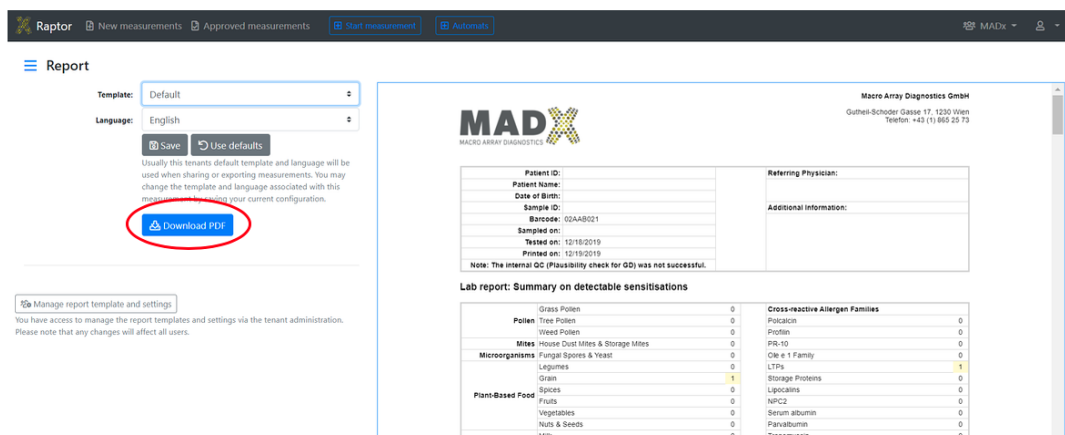 Raptor New measurements Approved measurements Start measurement Automats MADx
Report
Template: Default
Language: English
Save Use defaults
Usually this tenants default template and language will be
used when sharing or exporting measurements. You may
change the template and language associated with this
measurement by saving your current configuration.
Download PDF
Manage report template and settings
You have access to manage the report templates and settings via the tenant administration.
Please note that any changes will affect all users.
MADX
MACRO ARRAY DIAGNOSTICS
Macro Array Diagnostics GmbH
Gutheil-Schoder Gasse 17, 1230 Wien
Telefon: +43 (1) 865 25 73
Patient ID:
Patient Name:
Date of Birth:
Sample ID:
Barcode: 02AAB021
Sampled on:
Tested on: 12/18/2019
Printed on: 12/19/2019
Note: The internal QC (Plausibility check for GD) was not successful.
Referring Physician:
Additional Information:
Lab report: Summary on detectable sensitisations
Pollen
Grass Pollen 0
Tree Pollen 0
Weed Pollen 0
Mites House Dust Mites & Storage Mites 0
Microorganisms Fungal Spores & Yeast 0
Plant-Based Food
Legumes 0
Grain 1
Spices 0
Fruits 0
Vegetables 0
Nuts & Seeds 0
Milk
Cross-reactive Allergen Families
Polcalcin 0
Profilin 0
PR-10 0
Ole e 1 Family 0
LTPs 1
Storage Proteins 0
Lipocalins 0
NPC2 0
Serum albumin 0
Parvalbumin 0
Tropomyosin